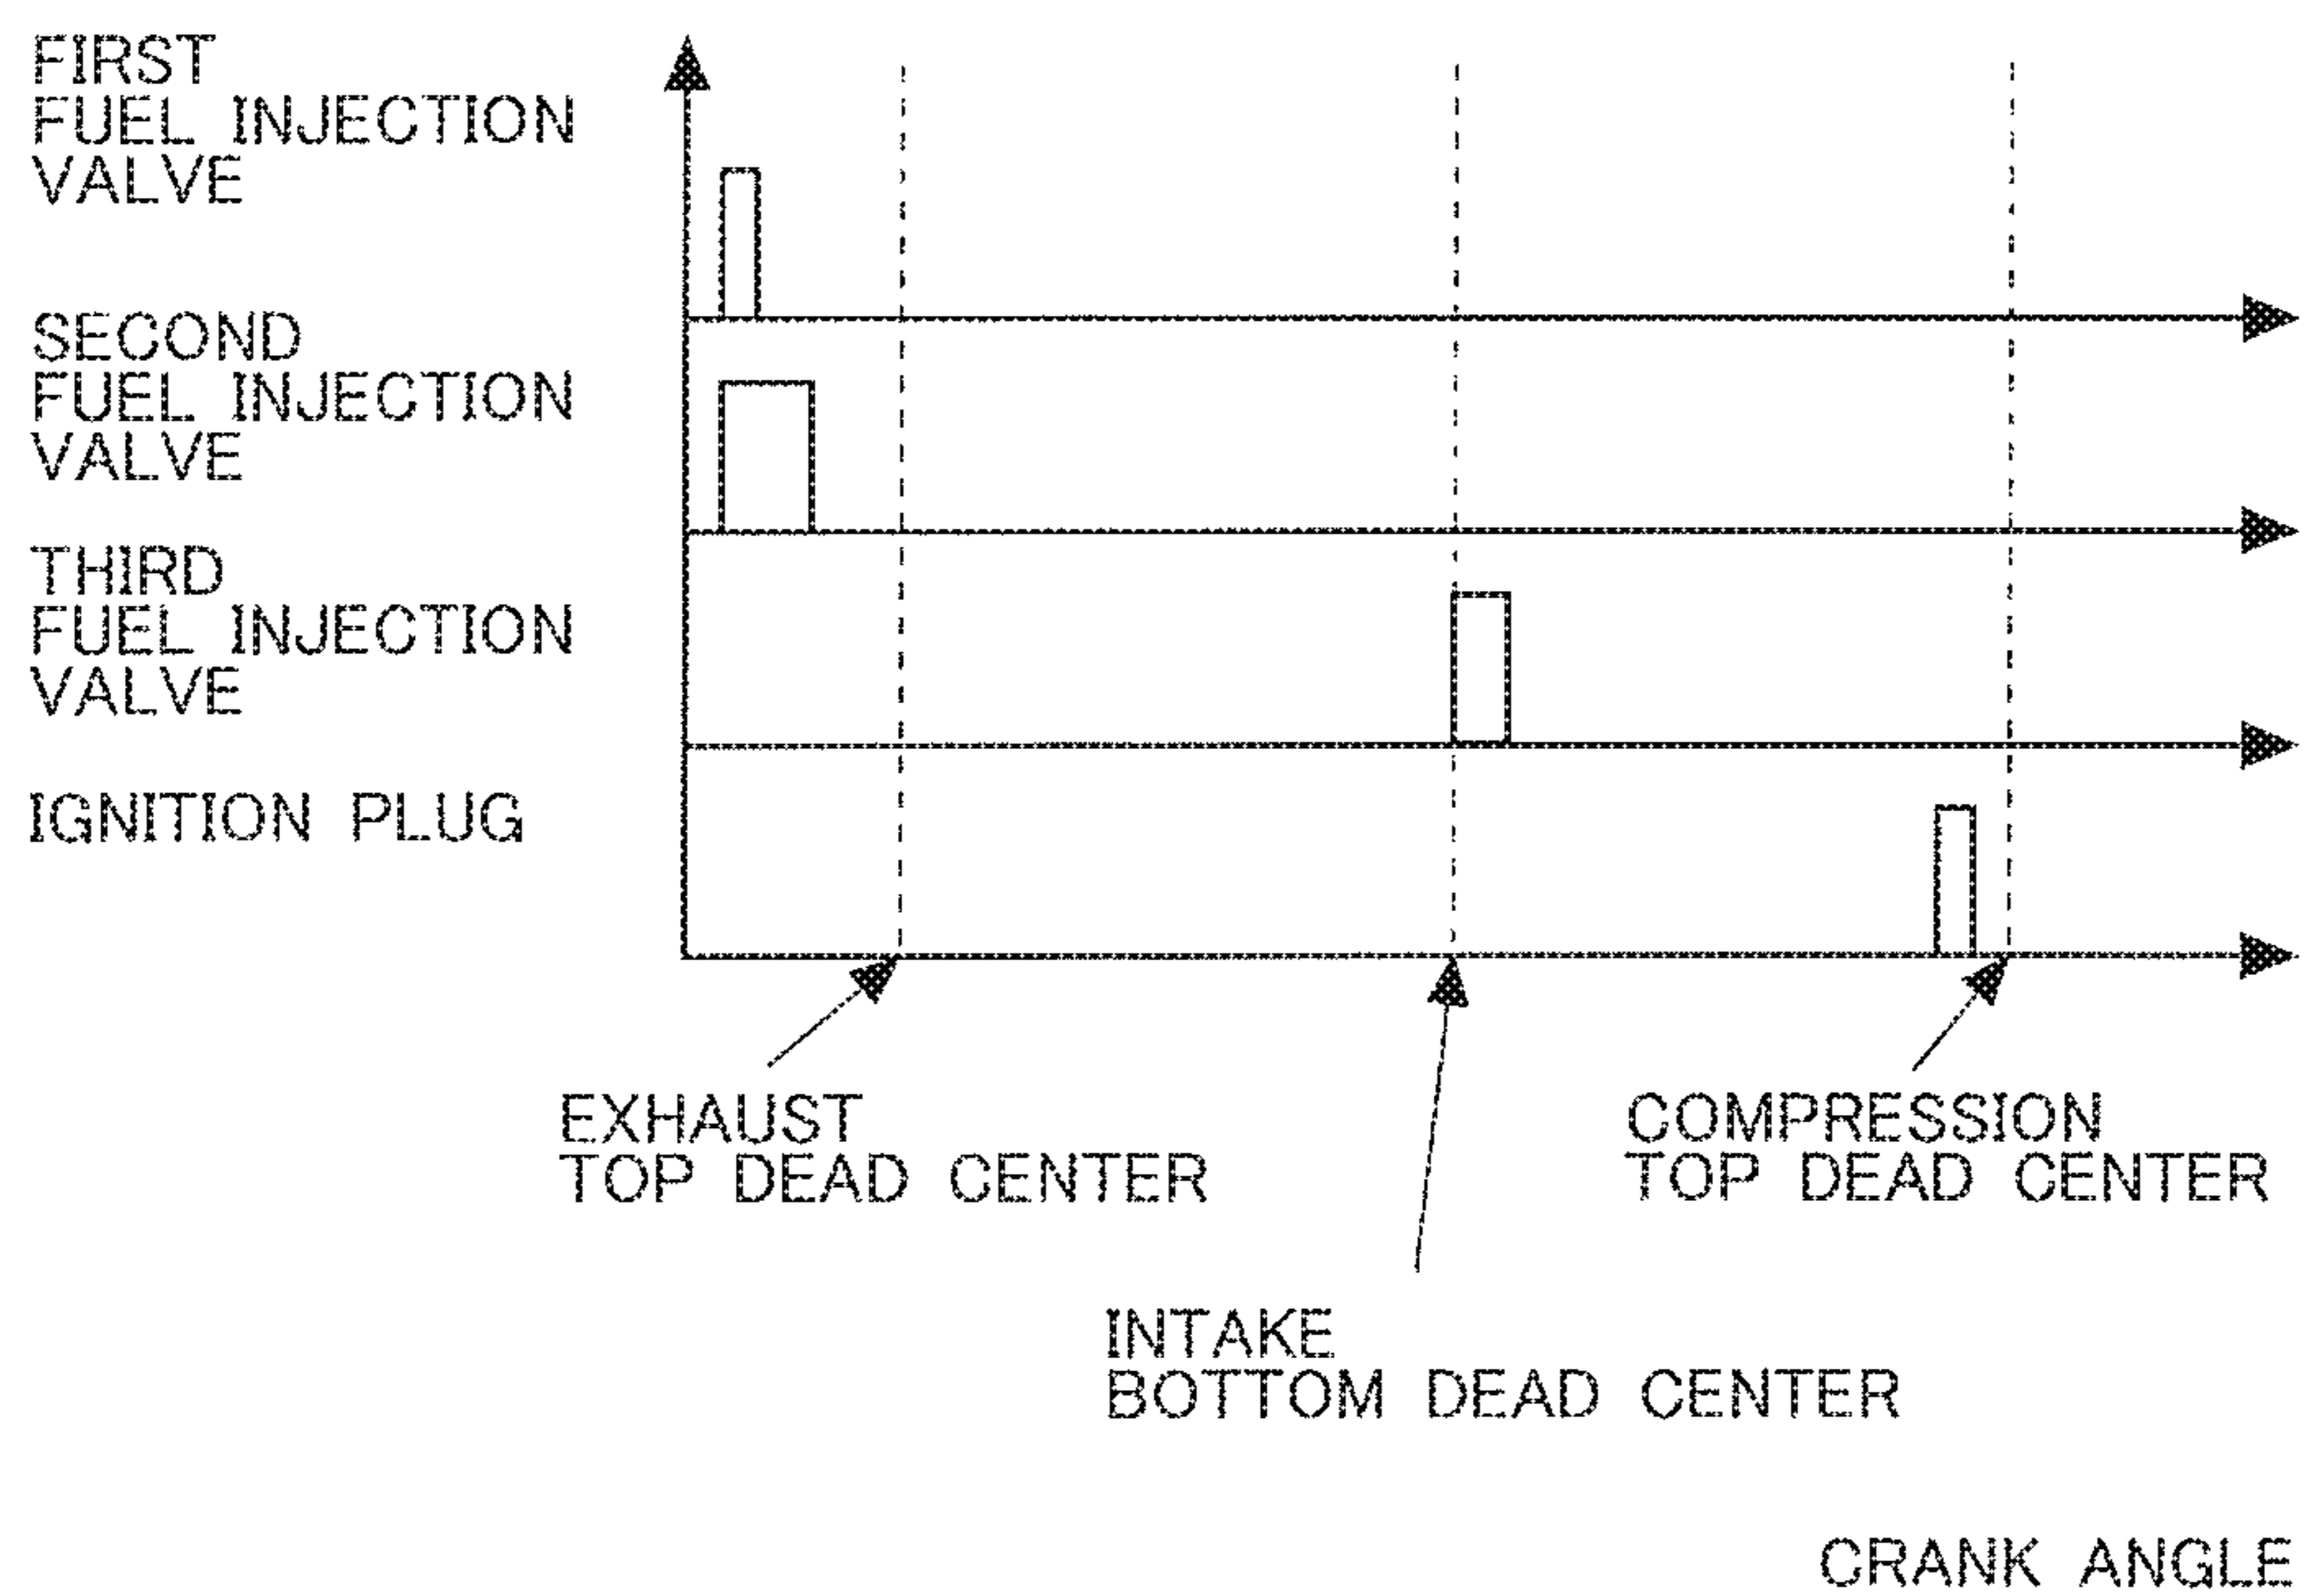 FIRST
FUEL INJECTION
VALVE
SECOND
FUEL INJECTION
VALVE
THIRD
FUEL INJECTION
VALVE
IGNITION PLUG
EXHAUST
TOP DEAD CENTER
COMPRESSION
TOP DEAD CENTER
INTAKE
BOTTOM DEAD CENTER
CRANK ANGLE